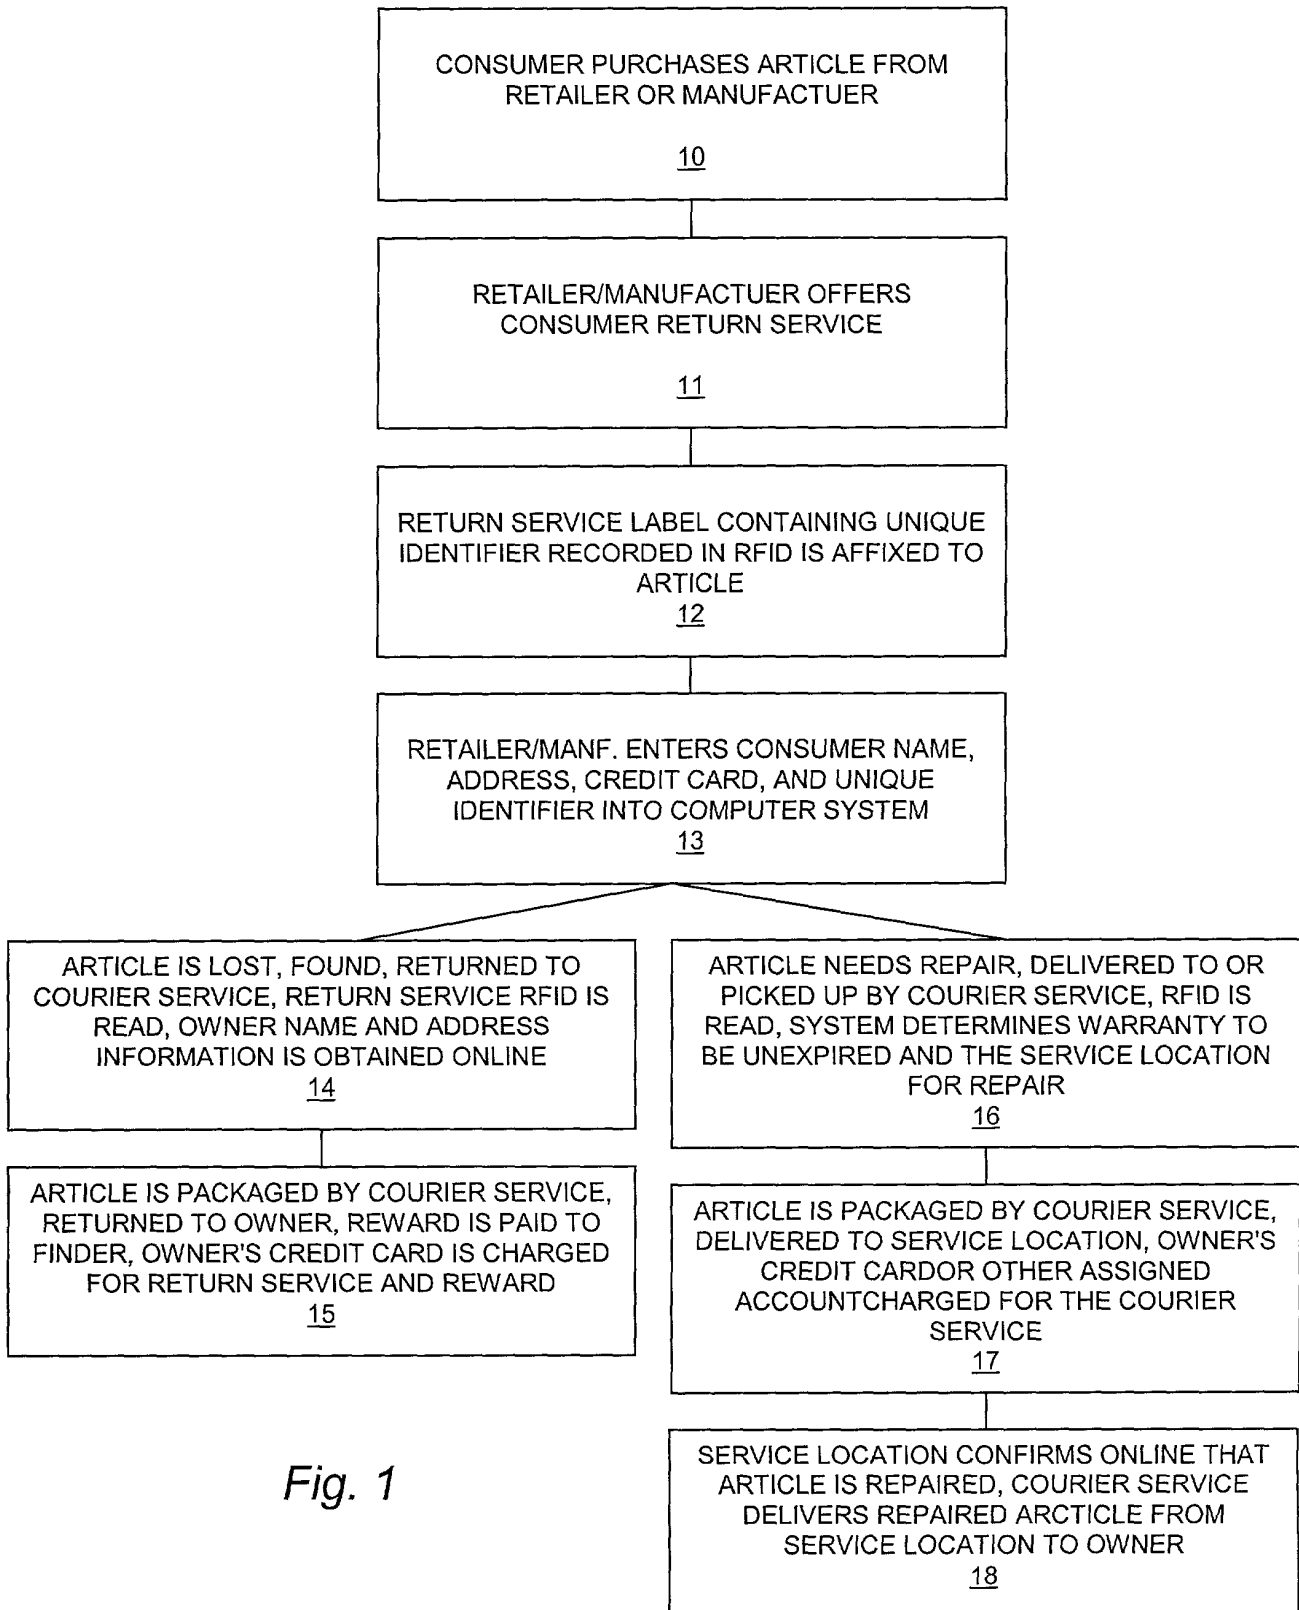 CONSUMER PURCHASES ARTICLE FROM
RETAILER OR MANUFACTUER
10
RETAILER/MANUFACTUER OFFERS
CONSUMER RETURN SERVICE
11
RETURN SERVICE LABEL CONTAINING UNIQUE
IDENTIFIER RECORDED IN RFID IS AFFIXED TO
ARTICLE
12
RETAILER/MANF. ENTERS CONSUMER NAME,
ADDRESS, CREDIT CARD, AND UNIQUE
IDENTIFIER INTO COMPUTER SYSTEM
13
ARTICLE IS LOST, FOUND, RETURNED TO
COURIER SERVICE, RETURN SERVICE RFID IS
READ, OWNER NAME AND ADDRESS
INFORMATION IS OBTAINED ONLINE
14
ARTICLE IS PACKAGED BY COURIER SERVICE,
RETURNED TO OWNER, REWARD IS PAID TO
FINDER, OWNER'S CREDIT CARD IS CHARGED
FOR RETURN SERVICE AND REWARD
15
ARTICLE NEEDS REPAIR, DELIVERED TO OR
PICKED UP BY COURIER SERVICE, RFID IS
READ, SYSTEM DETERMINES WARRANTY TO
BE UNEXPIRED AND THE SERVICE LOCATION
FOR REPAIR
16
ARTICLE IS PACKAGED BY COURIER SERVICE,
DELIVERED TO SERVICE LOCATION, OWNER'S
CREDIT CARDOR OTHER ASSIGNED
ACCOUNTCHARGED FOR THE COURIER
SERVICE
17
SERVICE LOCATION CONFIRMS ONLINE THAT
ARTICLE IS REPAIRED, COURIER SERVICE
DELIVERS REPAIRED ARCTICLE FROM
SERVICE LOCATION TO OWNER
18
Fig. 1